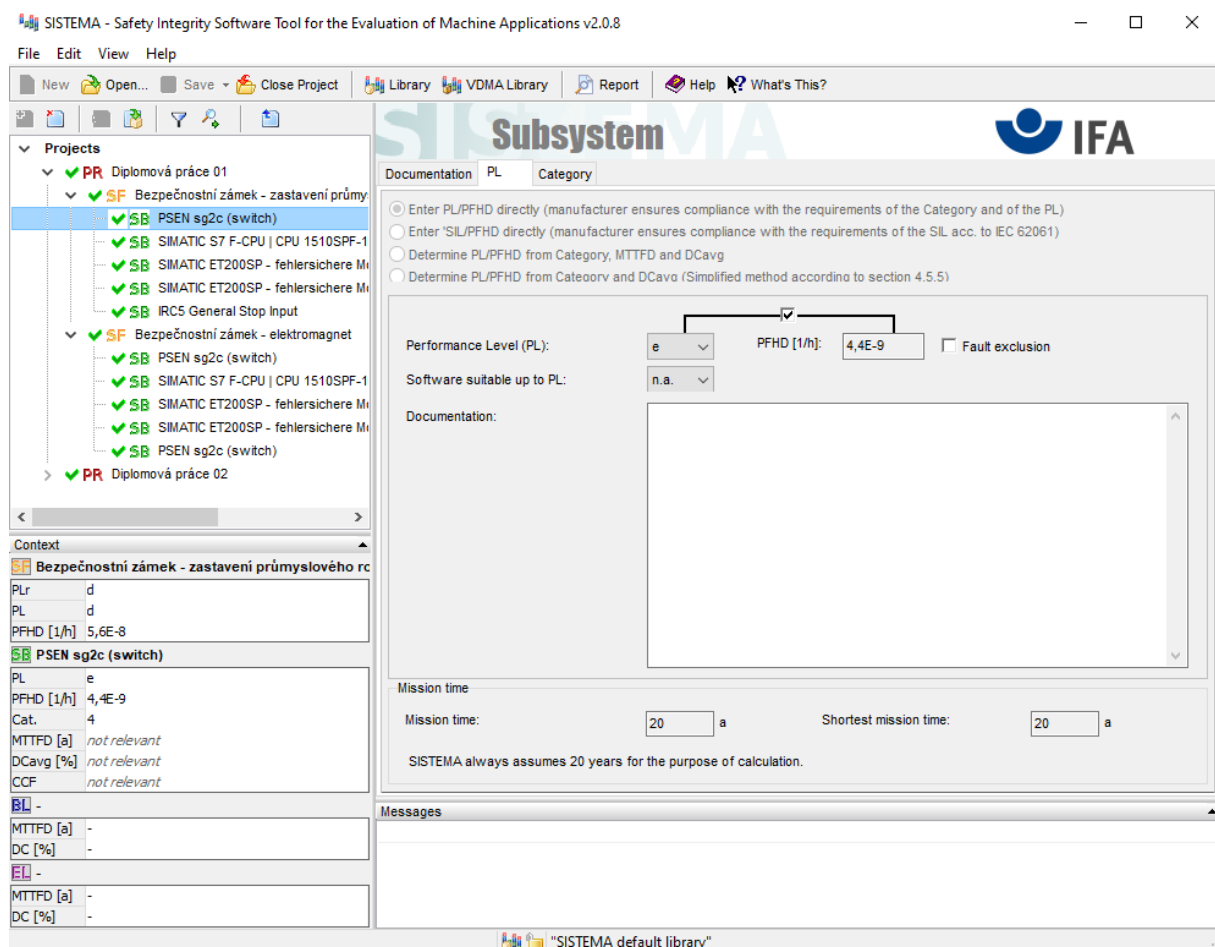 SISTEMA - Safety Integrity Software Tool for the Evaluation of Machine Applications v2.0.8
File Edit View Help
New Open... Save Close Project Library VDMA Library Report Help What's This?
SISTEMA
Subsystem
IFA
Projects
PR Diplomová práce 01
SF Bezpečnostní zámek - zastavení průmy
SB PSEN sg2c (switch)
SB SIMATIC S7 F-CPU | CPU 1510SPF-1
SB SIMATIC ET200SP - fehlersichere Mo
SB SIMATIC ET200SP - fehlersichere Mo
SB IRC5 General Stop Input
SF Bezpečnostní zámek - elektromagnet
SB PSEN sg2c (switch)
SB SIMATIC S7 F-CPU | CPU 1510SPF-1
SB SIMATIC ET200SP - fehlersichere Mo
SB SIMATIC ET200SP - fehlersichere Mo
SB PSEN sg2c (switch)
PR Diplomová práce 02
Context
SF Bezpečnostní zámek - zastavení průmyslového ro
PLr d
PL d
PFHD [1/h] 5,6E-8
SB PSEN sg2c (switch)
PL e
PFHD [1/h] 4,4E-9
Cat. 4
MTTFD [a] not relevant
DCavg [%] not relevant
CCF not relevant
BL -
MTTFD [a] -
DC [%] -
EL -
MTTFD [a] -
DC [%] -
Documentation PL Category
Enter PL/PFHD directly (manufacturer ensures compliance with the requirements of the Category and of the PL)
Enter 'SIL/PFHD directly (manufacturer ensures compliance with the requirements of the SIL acc. to IEC 62061)
Determine PL/PFHD from Category, MTTFD and DCavg
Determine PL/PFHD from Category and DCavg (Simplified method according to section 4.5.5)
Performance Level (PL): e PFHD [1/h]: 4,4E-9 Fault exclusion
Software suitable up to PL: n.a.
Documentation:
Mission time
Mission time: 20 a Shortest mission time: 20 a
SISTEMA always assumes 20 years for the purpose of calculation.
Messages
"SISTEMA default library"